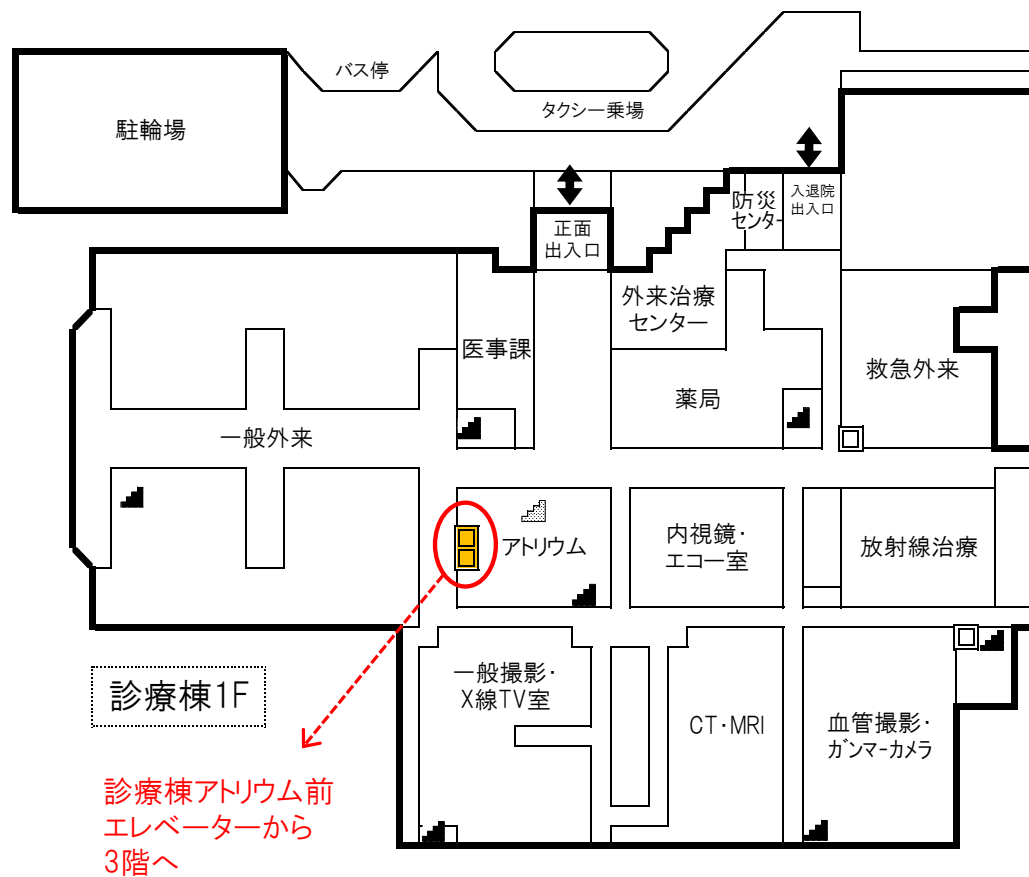 バス停
タクシー乗場
駐輪場
入退院
出入口
防災
センター
正面
出入口
外来治療
センター
医事課
救急外来
薬局
一般外来
内視鏡・
エコー室
アトリウム
放射線治療
一般撮影・
X線TV室
診療棟1F
CT・MRI
血管撮影・
ガンマーカメラ
診療棟アトリウム前
エレベーターから
3階へ